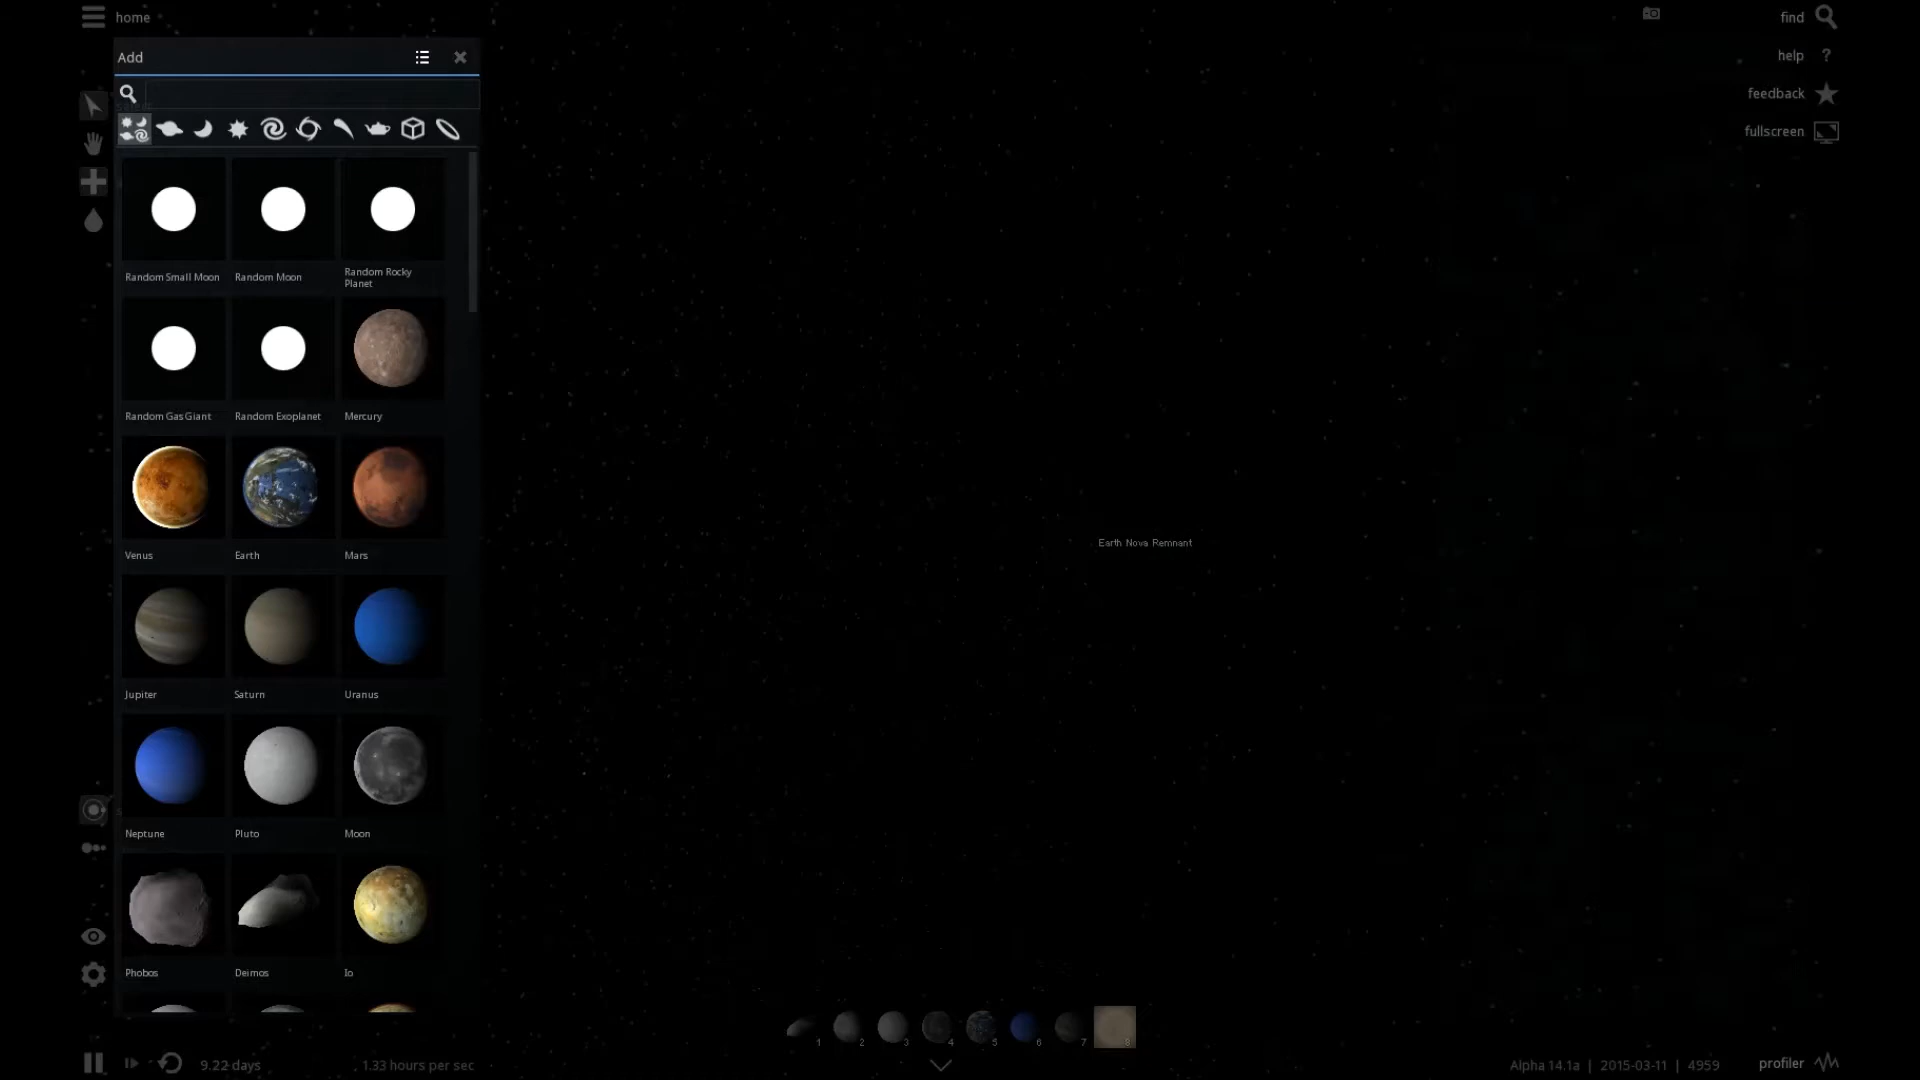 home
find
Add
help
feedback
fullscreen
Random Small Moon
Random Moon
Random Rocky
Planet
Random Gas Giant
Random Exoplanet
Mercury
Venus
Earth
Mars
Earth Nova Remnant
Jupiter
Saturn
Uranus
Neptune
Pluto
Moon
Phobos
Deimos
Io
1 2 3 4 5 6 7 8
9.22 days
1.33 hours per sec
Alpha 14.1a | 2015-03-11 | 4959
profiler